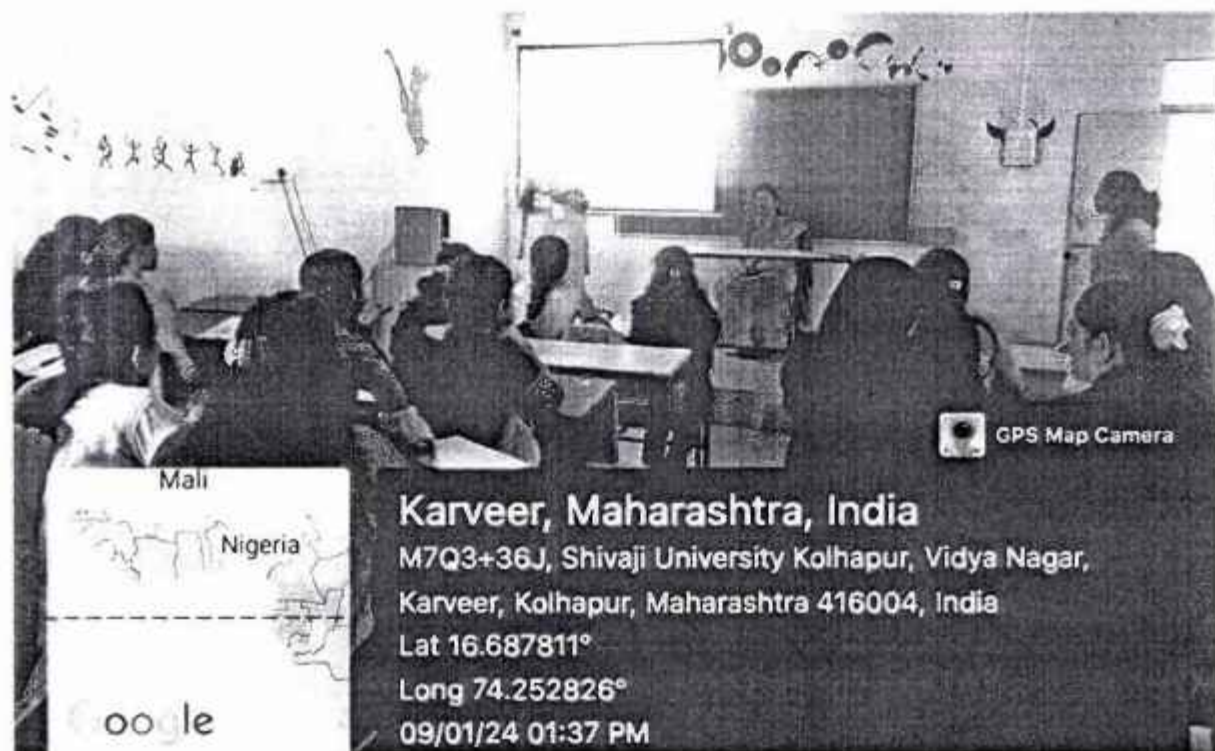 GPS Map Camera
Mali
Nigeria
Google
Karveer, Maharashtra, India
M7Q3+36J, Shivaji University Kolhapur, Vidya Nagar,
Karveer, Kolhapur, Maharashtra 416004, India
Lat 16.687811°
Long 74.252826°
09/01/24 01:37 PM